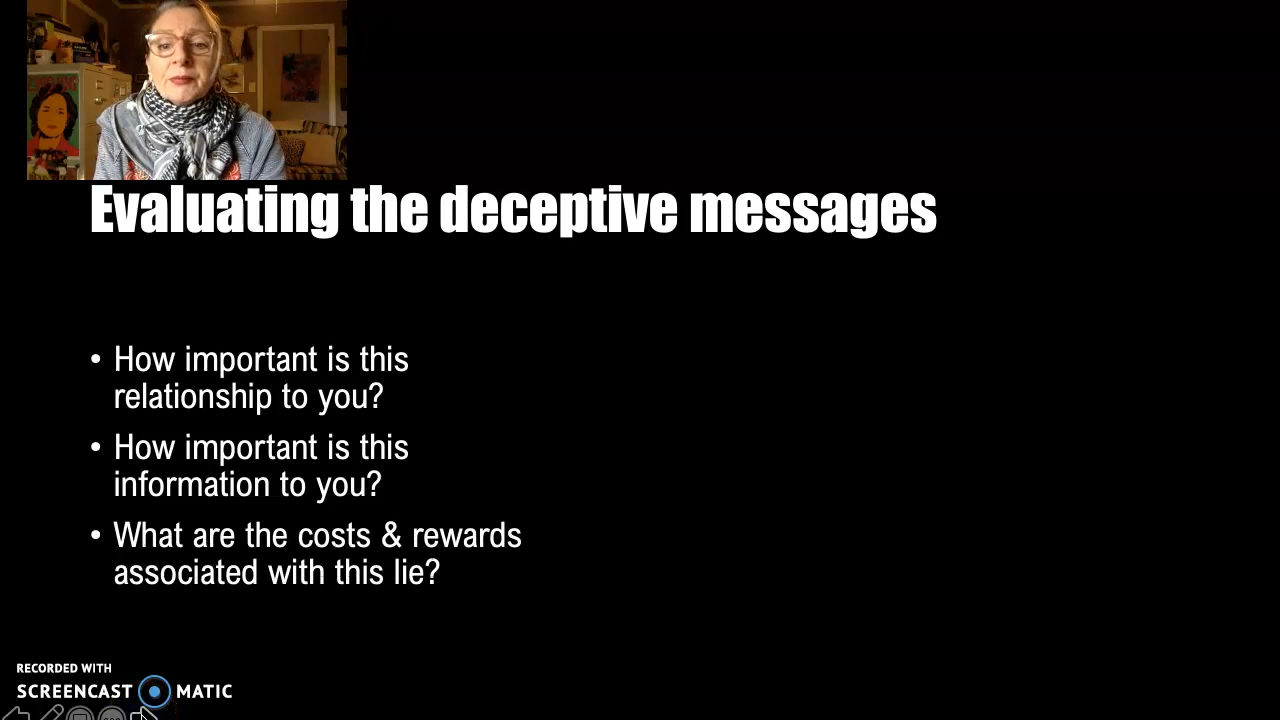 Evaluating the deceptive messages
• How important is this
relationship to you?
• How important is this
information to you?
• What are the costs & rewards
associated with this lie?
RECORDED WITH
SCREENCAST MATIC